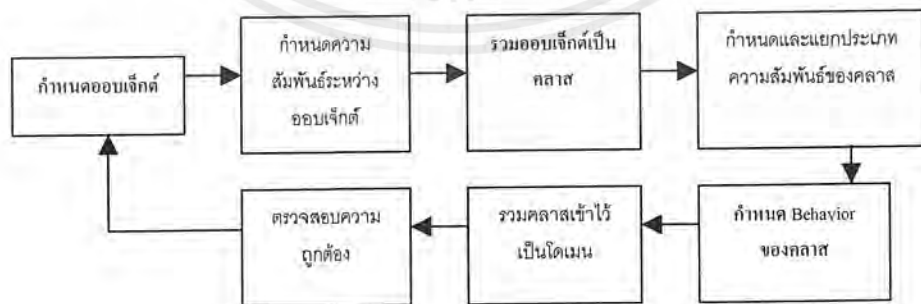 กำหนดออบเจ็กต์
กำหนดความ
สัมพันธ์ระหว่าง
ออบเจ็กต์
รวมออบเจ็กต์เป็น
คลาส
กำหนดและแยกประเภท
ความสัมพันธ์ของคลาส
กำหนด Behavior
ของคลาส
รวมคลาสเข้าไว้
เป็นโดเมน
ตรวจสอบความ
ถูกต้อง